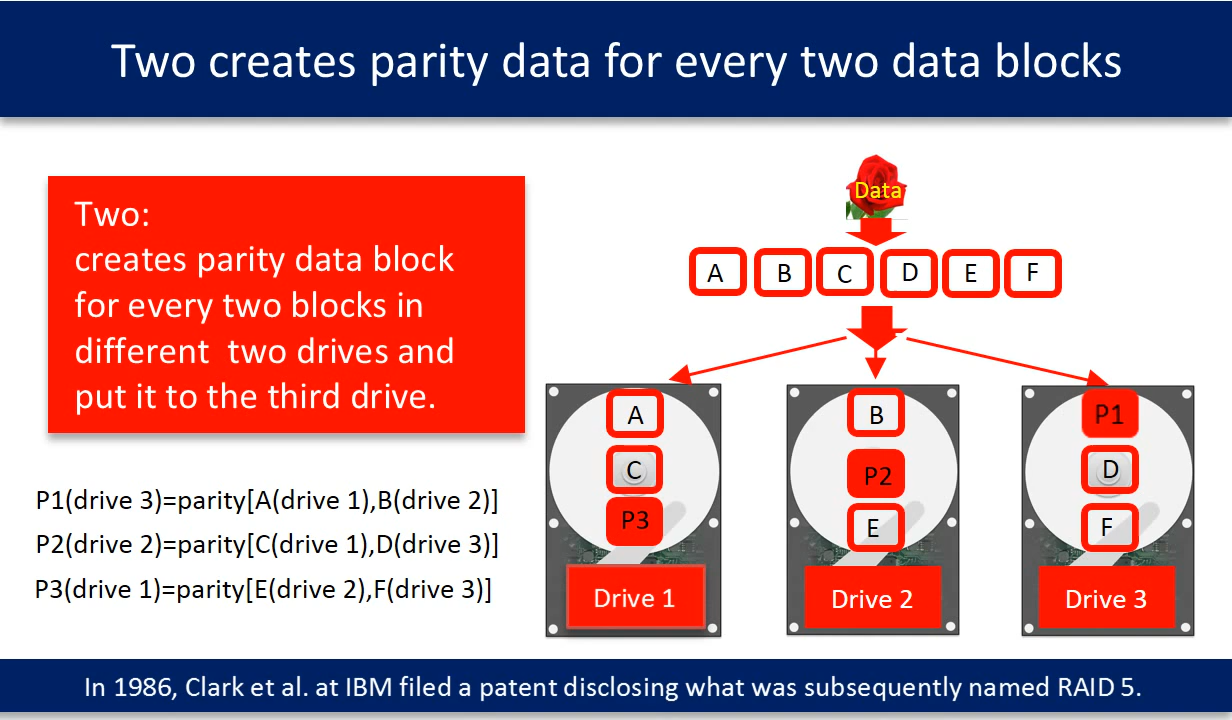 Two creates parity data for every two data blocks
Two:
creates parity data block
for every two blocks in
different two drives and
put it to the third drive.
Data
A B C D E F
A B P1
C P2 D
P3 E F
P1(drive 3)=parity[A(drive 1),B(drive 2)]
P2(drive 2)=parity[C(drive 1),D(drive 3)]
P3(drive 1)=parity[E(drive 2),F(drive 3)]
Drive 1 Drive 2 Drive 3
In 1986, Clark et al. at IBM filed a patent disclosing what was subsequently named RAID 5.